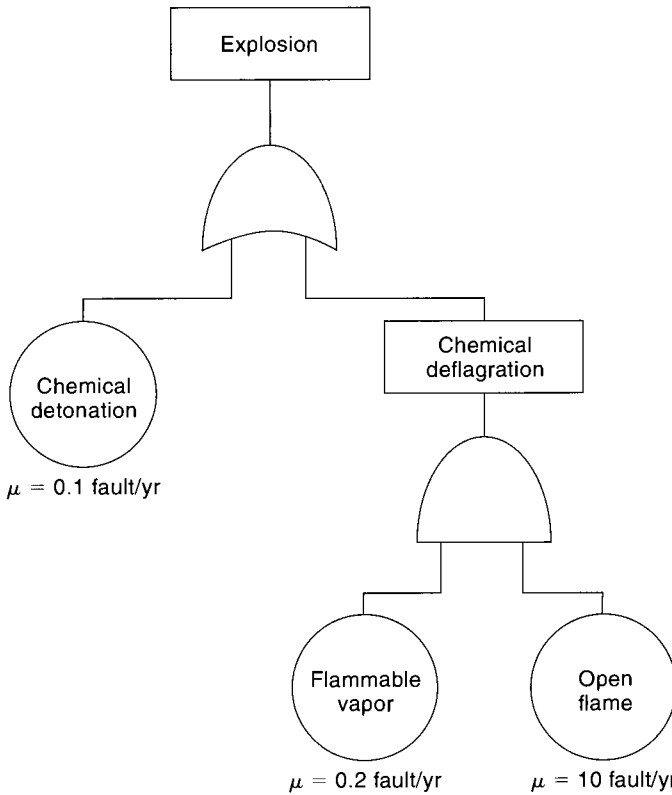 Explosion
Chemical
detonation
μ = 0.1 fault/yr
Chemical
deflagration
Flammable
vapor
μ = 0.2 fault/yr
Open
flame
μ = 10 fault/yr